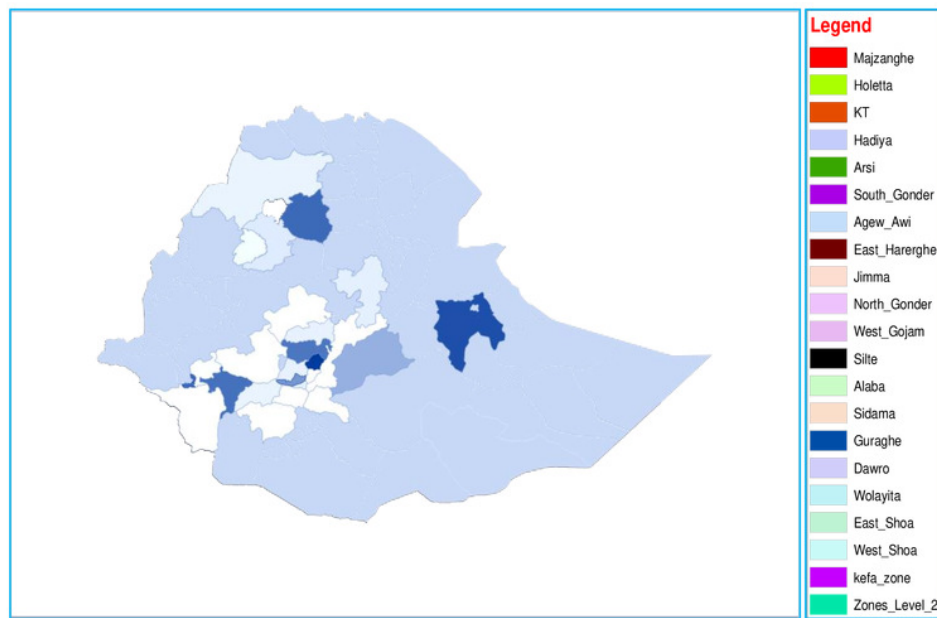 Legend
Majzanghe
Holetta
KT
Hadiya
Arsi
South_Gonder
Agew_Awi
East_Harerghe
Jimma
North_Gonder
West_Gojam
Silte
Alaba
Sidama
Guraghe
Dawro
Wolayita
East_Shoa
West_Shoa
kefa_zone
Zones_Level_2